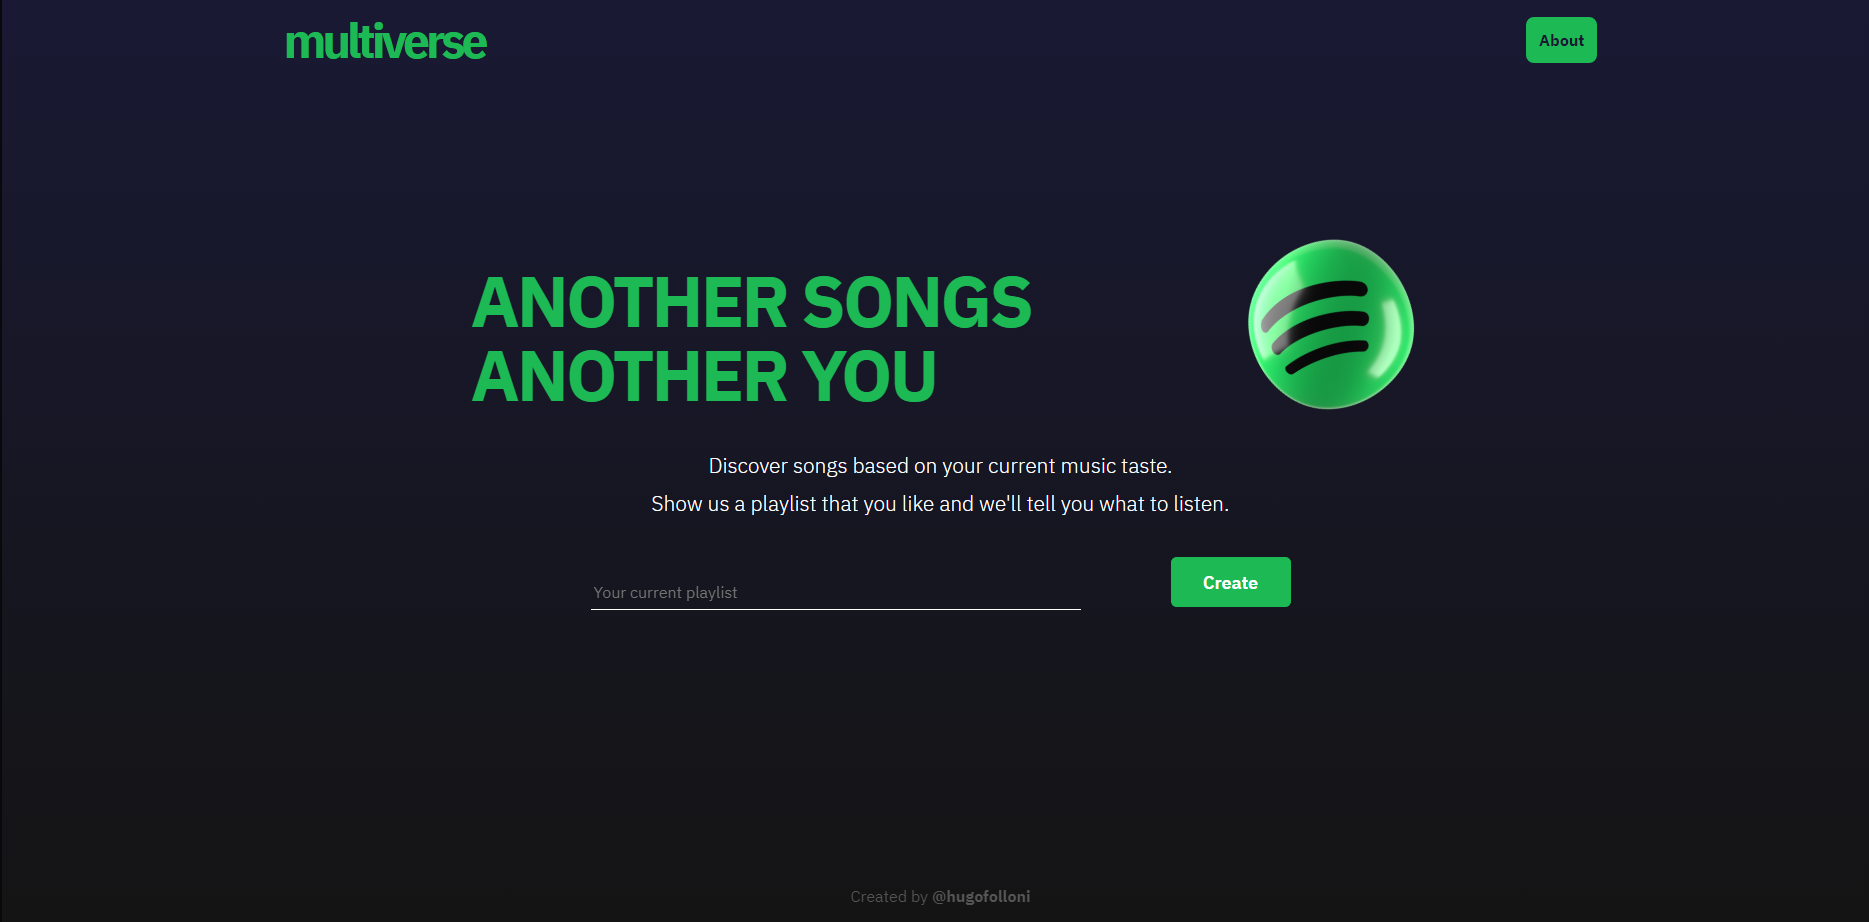 multiverse
About
ANOTHER SONGS
ANOTHER YOU
Discover songs based on your current music taste.
Show us a playlist that you like and we'll tell you what to listen.
Your current playlist
Create
Created by @hugofolloni